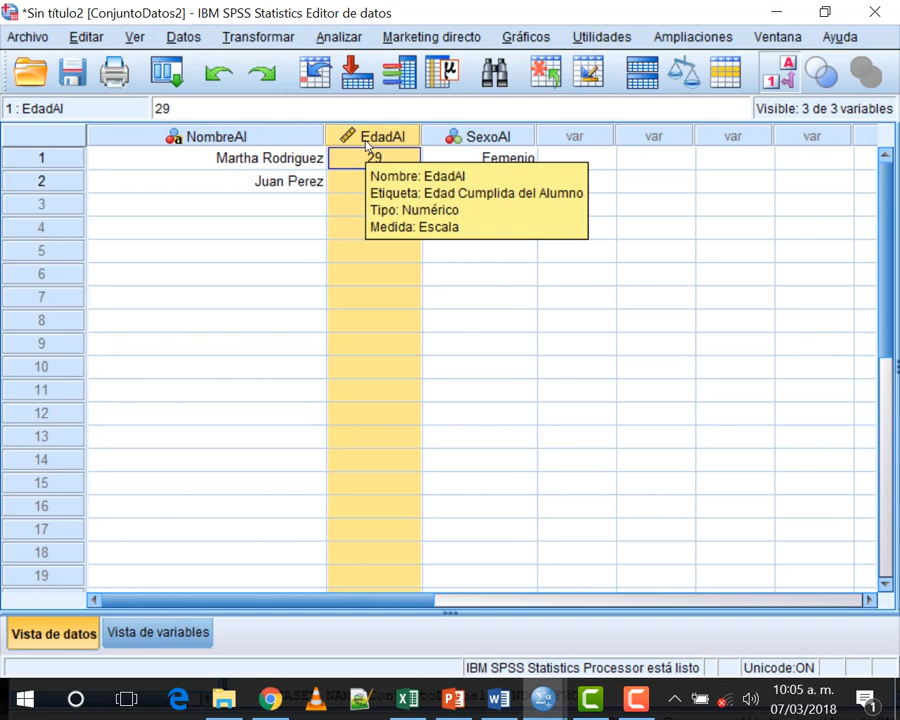 *Sin título2 [ConjuntoDatos2] - IBM SPSS Statistics Editor de datos
Archivo Editar Ver Datos Transformar Analizar Marketing directo Gráficos Utilidades Ampliaciones Ventana Ayuda
1 : EdadAl 29 Visible: 3 de 3 variables
NombreAl EdadAl SexoAl var var var var
1 Martha Rodriguez 29 Femenio
2 Juan Perez
Nombre: EdadAl
Etiqueta: Edad Cumplida del Alumno
Tipo: Numérico
Medida: Escala
3
4
5
6
7
8
9
10
11
12
13
14
15
16
17
18
19
Vista de datos Vista de variables
IBM SPSS Statistics Processor está listo Unicode:ON
10:05 a. m.
07/03/2018
1